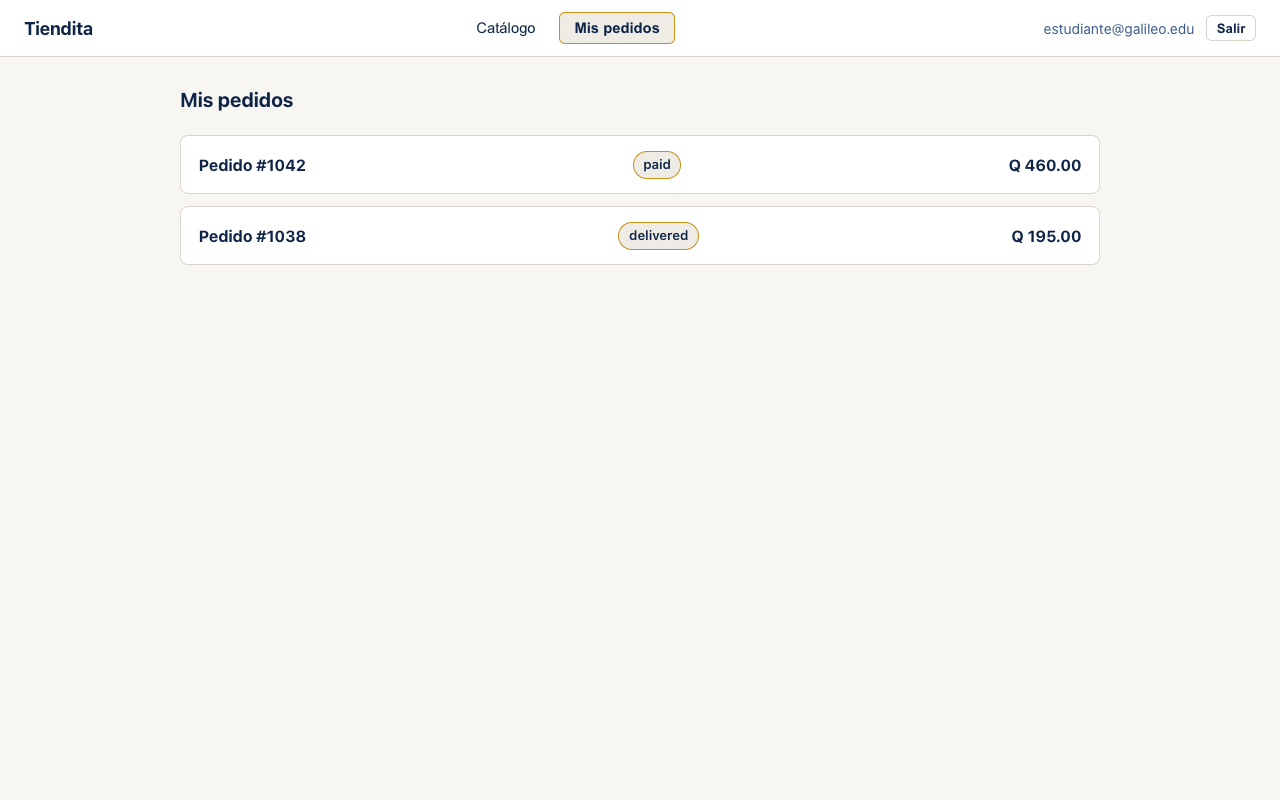 Tiendita Catálogo Mis pedidos estudiante@galileo.edu Salir
Mis pedidos
Pedido #1042 paid Q 460.00
Pedido #1038 delivered Q 195.00